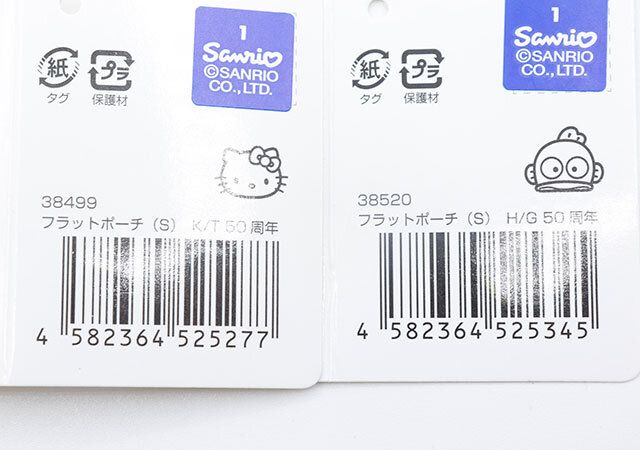 1
Sanrio
©SANRIO
CO.,LTD.
紙
タグ
プラ
保護材
38499
フラットポーチ（S） K/T 50周年
4 582364 525277
1
Sanrio
©SANRIO
CO.,LTD.
紙
タグ
プラ
保護材
38520
フラットポーチ（S） H/G 50周年
4 582364 525345